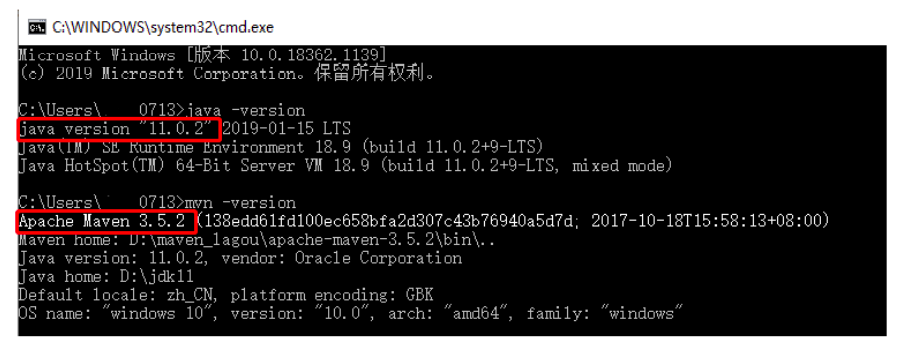 C:\WINDOWS\system32\cmd.exe
Microsoft Windows [版本 10.0.18362.1139]
(c) 2019 Microsoft Corporation。保留所有权利。
C:\Users\ 0713>java -version
java version "11.0.2" 2019-01-15 LTS
Java(TM) SE Runtime Environment 18.9 (build 11.0.2+9-LTS)
Java HotSpot(TM) 64-Bit Server VM 18.9 (build 11.0.2+9-LTS, mixed mode)
C:\Users\ 0713>mvn -version
Apache Maven 3.5.2 (138edd61fd100ec658bfa2d307c43b76940a5d7d; 2017-10-18T15:58:13+08:00)
Maven home: D:\maven_lagou\apache-maven-3.5.2\bin\..
Java version: 11.0.2, vendor: Oracle Corporation
Java home: D:\jdk11
Default locale: zh_CN, platform encoding: GBK
OS name: "windows 10", version: "10.0", arch: "amd64", family: "windows"